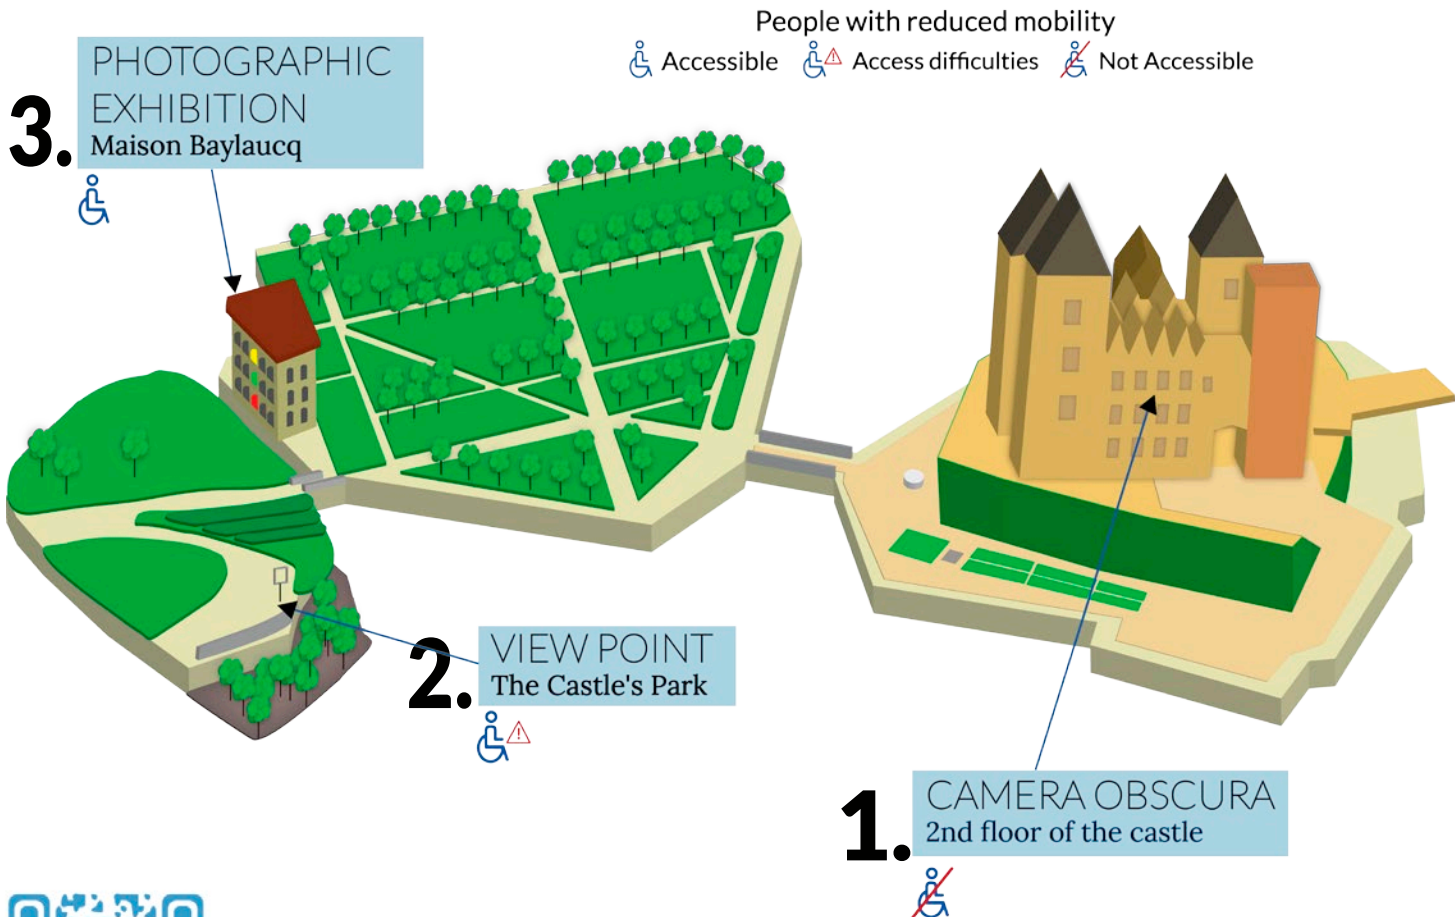 People with reduced mobility
Accessible Access difficulties Not Accessible
3.
PHOTOGRAPHIC
EXHIBITION
Maison Baylaucq
2.
VIEW POINT
The Castle's Park
1.
CAMERA OBSCURA
2nd floor of the castle